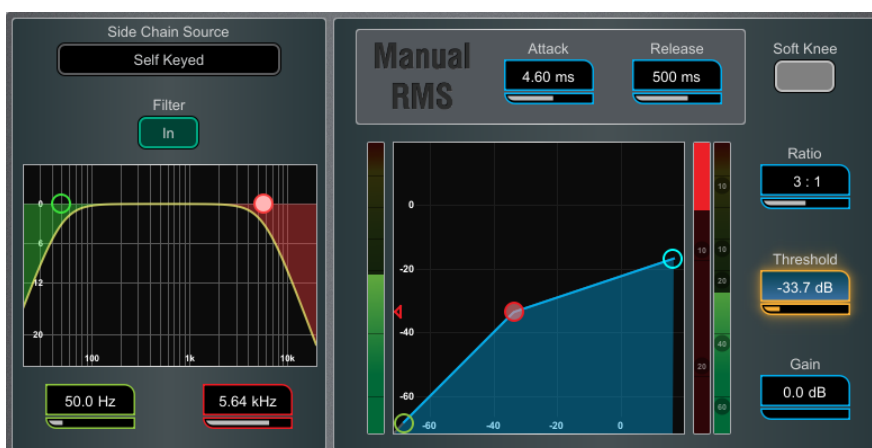 Side Chain Source
Self Keyed
Filter
In
0
6
12
20
100
1k
10k
50.0 Hz
5.64 kHz
Manual
RMS
Attack
4.60 ms
Release
500 ms
Soft Knee
0
-20
-40
-60
-60
-40
-20
0
10
20
10
10
20
40
60
Ratio
3 : 1
Threshold
-33.7 dB
Gain
0.0 dB